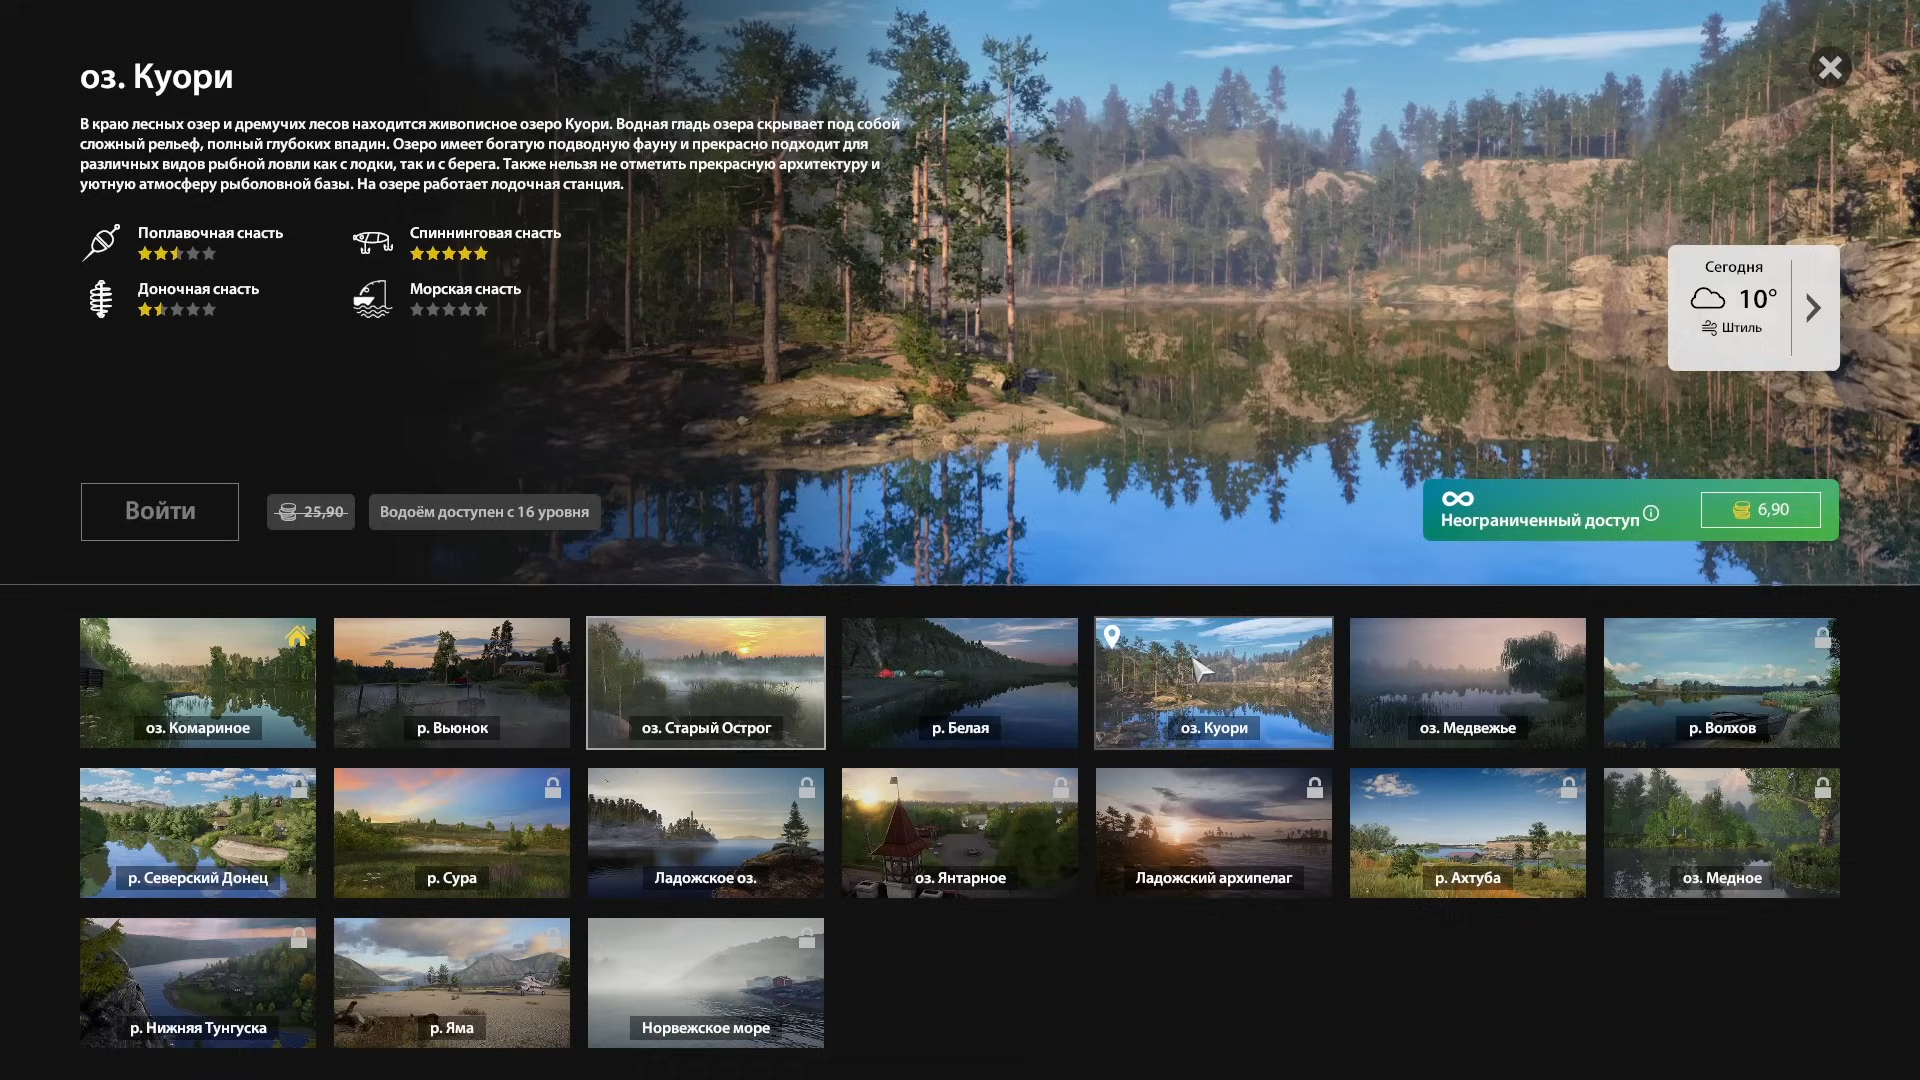 оз. Куори
В краю лесных озер и дремучих лесов находится живописное озеро Куори. Водная гладь озера скрывает под собой
сложный рельеф, полный глубоких впадин. Озеро имеет богатую подводную фауну и прекрасно подходит для
различных видов рыбной ловли как с лодки, так и с берега. Также нельзя не отметить прекрасную архитектуру и
уютную атмосферу рыболовной базы. На озере работает лодочная станция.
Поплавочная снасть
Спиннинговая снасть
Доночная снасть
Морская снасть
Сегодня
10°
Штиль
Войти
25,90
Водоём доступен с 16 уровня
Неограниченный доступ
6,90
оз. Комариное
р. Вьюнок
оз. Старый Острог
р. Белая
оз. Куори
оз. Медвежье
р. Волхов
р. Северский Донец
р. Сура
Ладожское оз.
оз. Янтарное
Ладожский архипелаг
р. Ахтуба
оз. Медное
р. Нижняя Тунгуска
р. Яма
Норвежское море